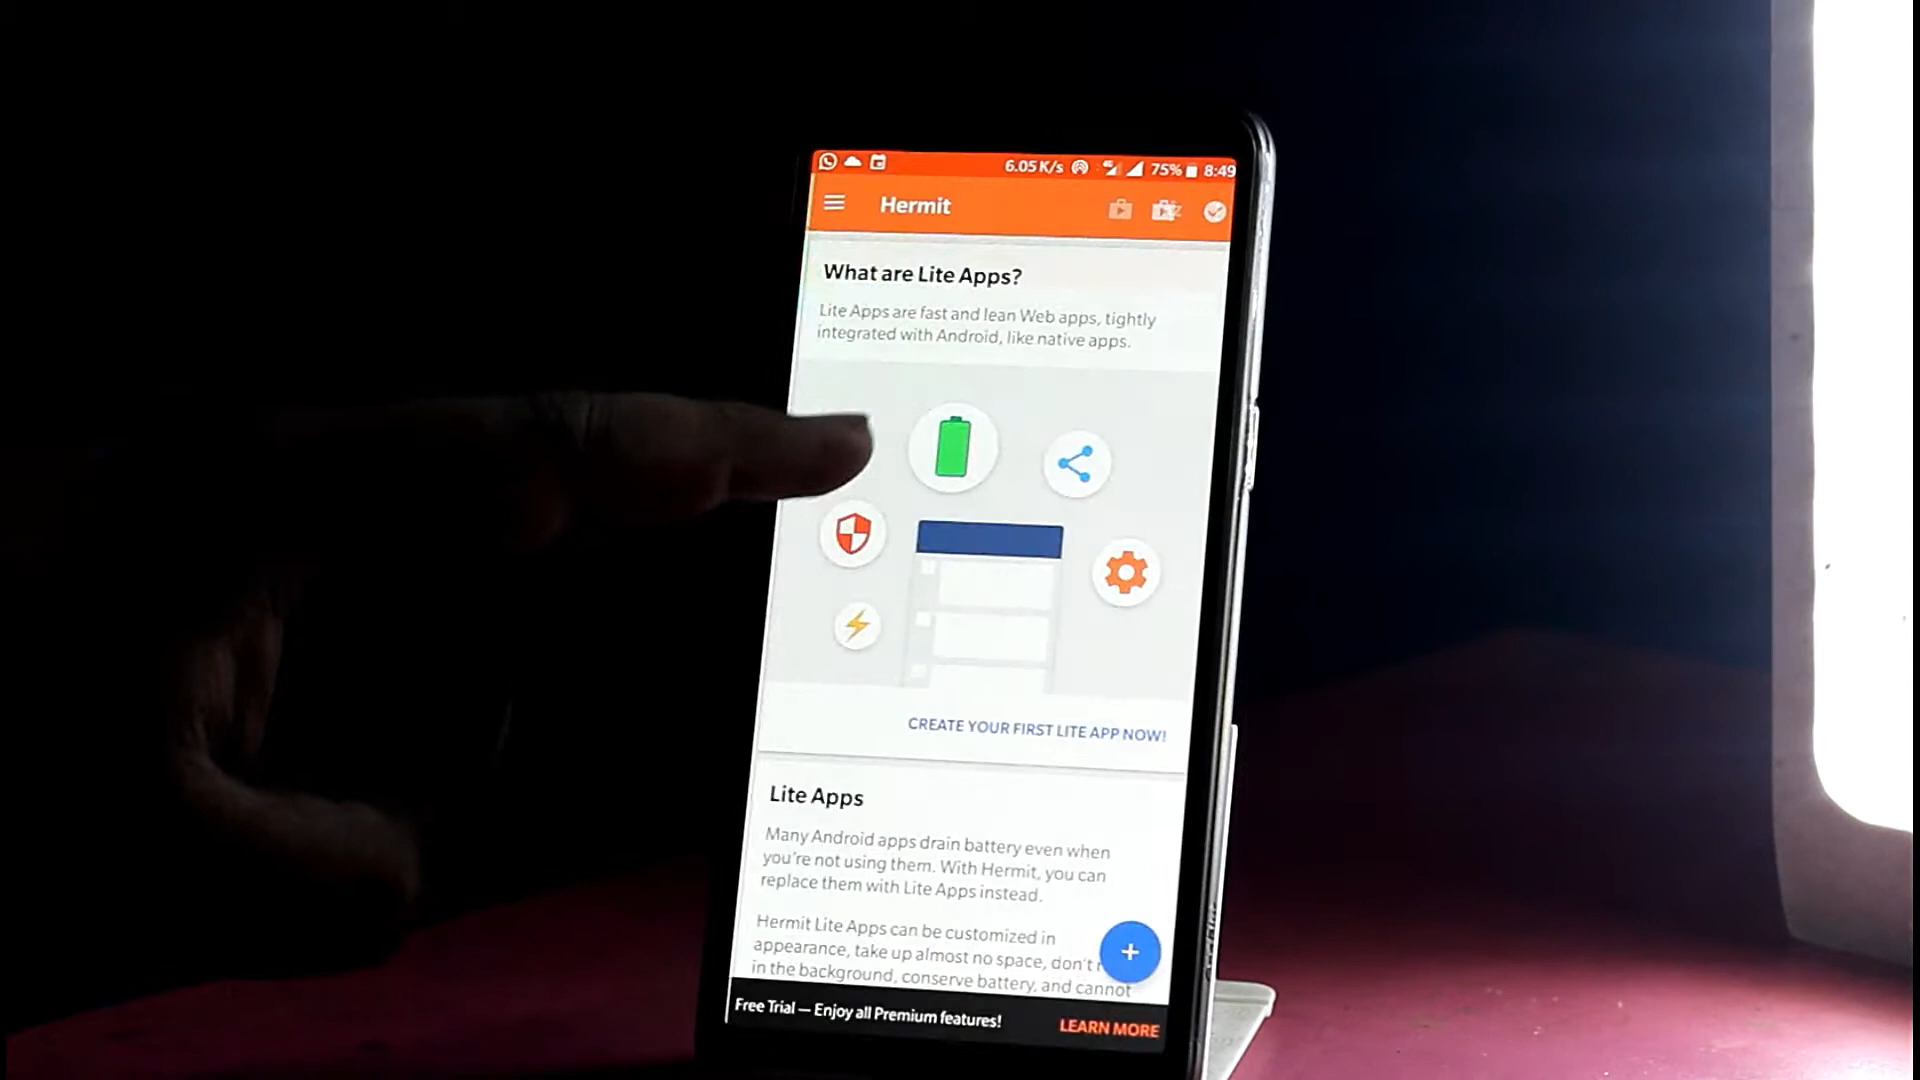 6.05K/s 4G 75% 8:49
Hermit
What are Lite Apps?
Lite Apps are fast and lean Web apps, tightly
integrated with Android, like native apps.
CREATE YOUR FIRST LITE APP NOW!
Lite Apps
Many Android apps drain battery even when
you're not using them. With Hermit, you can
replace them with Lite Apps instead.
Hermit Lite Apps can be customized in
appearance, take up almost no space, don't
in the background, conserve battery, and cannot
+
Free Trial — Enjoy all Premium features!
LEARN MORE